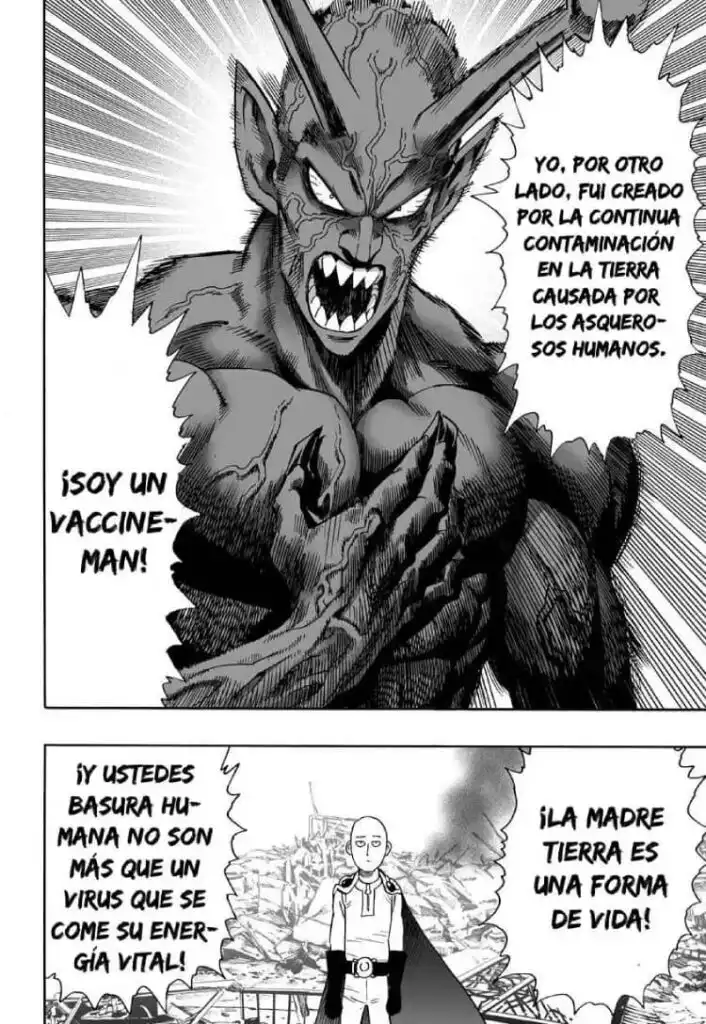 YO, POR OTRO
LADO, FUI CREADO
POR LA CONTINUA
CONTAMINACIÓN
EN LA TIERRA
CAUSADA POR
LOS ASQUERO-
SOS HUMANOS.
¡SOY UN
VACCINE-
MAN!
¡LA MADRE
TIERRA ES
UNA FORMA
DE VIDA!
¡Y USTEDES
BASURA HU-
MANA NO SON
MÁS QUE UN
VIRUS QUE SE
COME SU ENER-
GÍA VITAL!